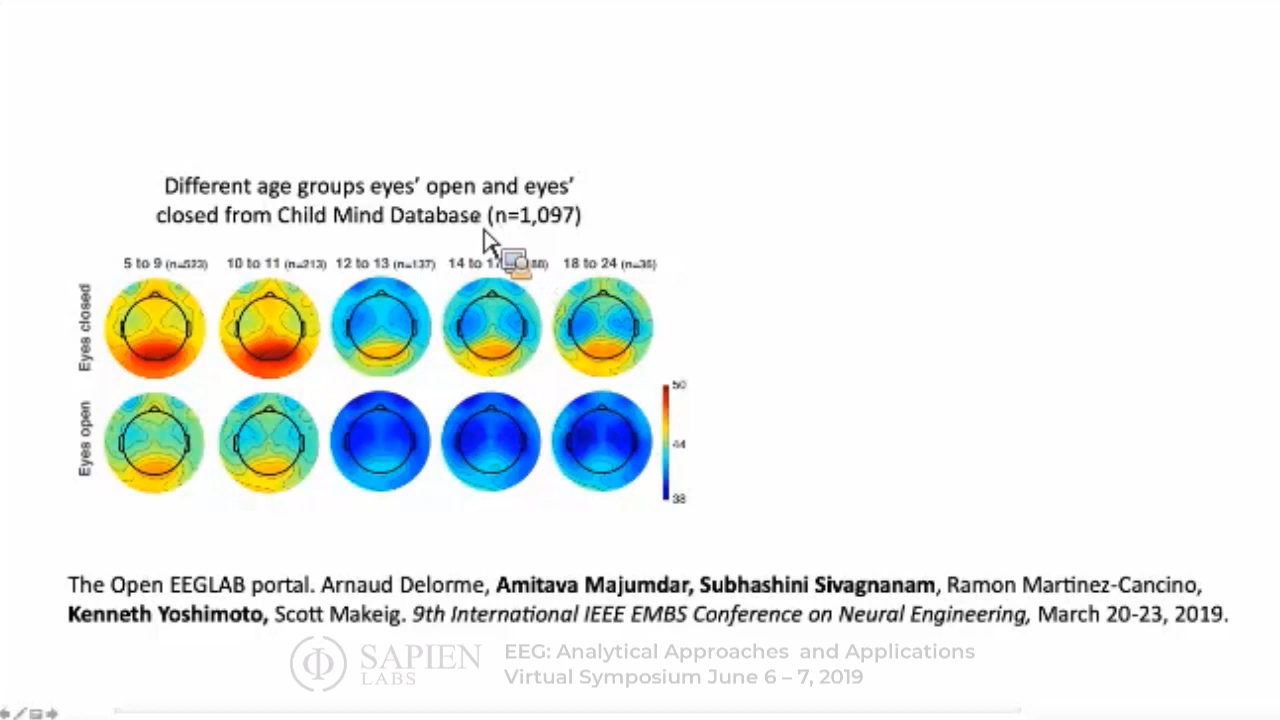 Different age groups eyes’ open and eyes’
closed from Child Mind Database (n=1,097)
5 to 9 (n=523) 10 to 11 (n=213) 12 to 13 (n=137) 14 to 18 to 24 (n=36)
Eyes closed
Eyes open
50
44
38
The Open EEGLAB portal. Arnaud Delorme, Amitava Majumdar, Subhashini Sivagnanam, Ramon Martinez-Cancino,
Kenneth Yoshimoto, Scott Makeig. 9th International IEEE EMBS Conference on Neural Engineering, March 20-23, 2019.
SAPIEN
LABS
EEG: Analytical Approaches and Applications
Virtual Symposium June 6 – 7, 2019